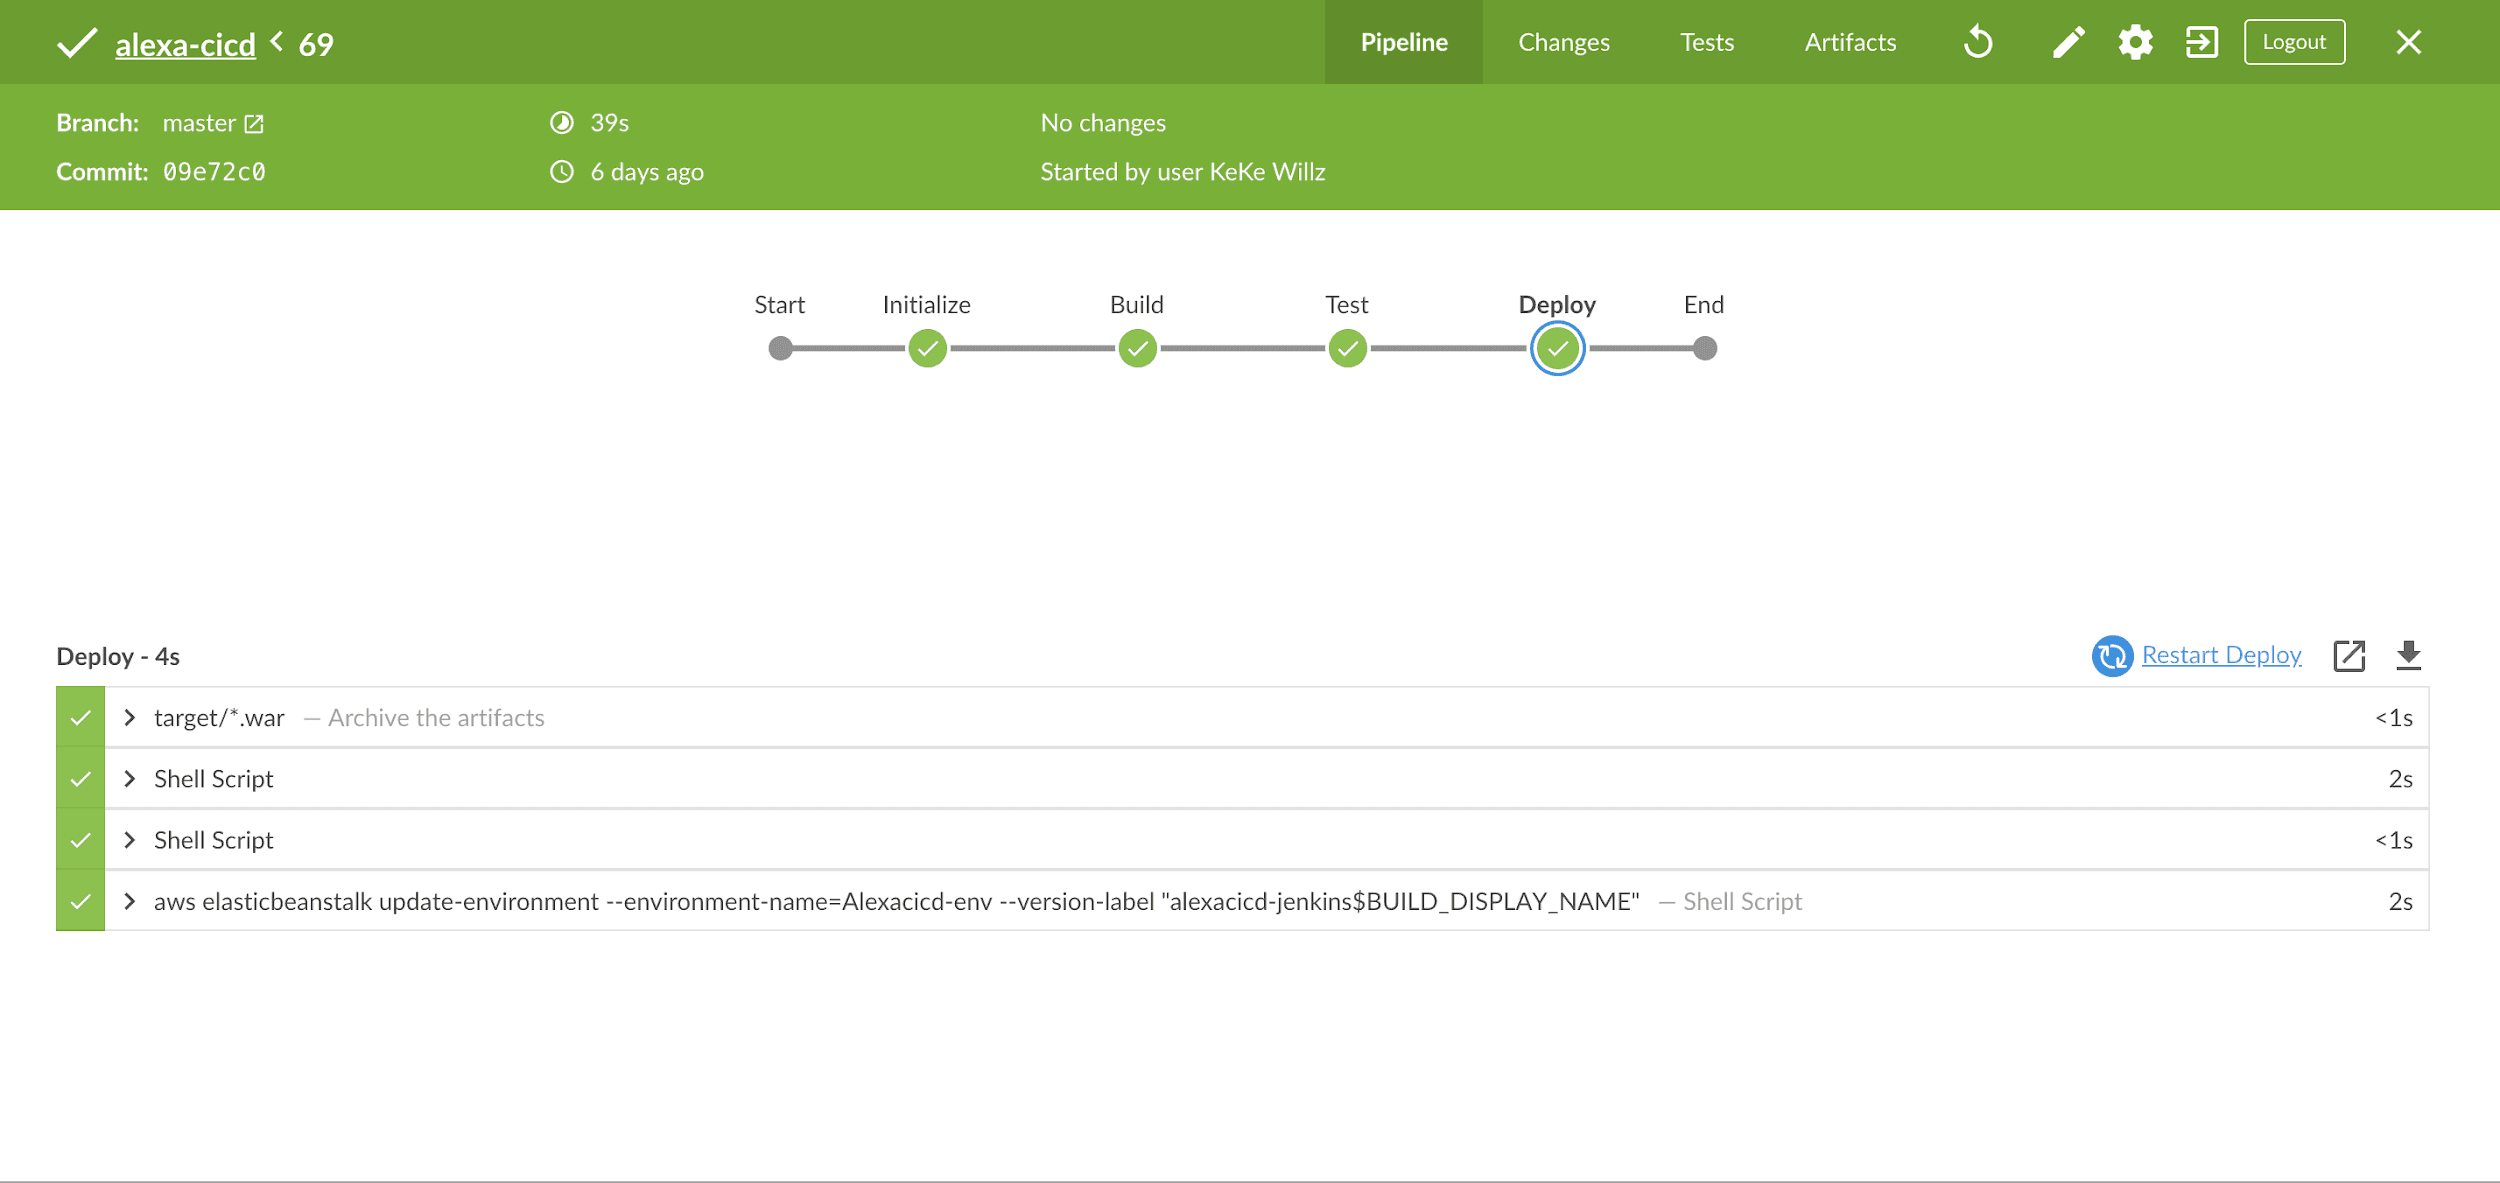 alexa-cicd < 69 Pipeline Changes Tests Artifacts Logout
Branch: master 39s No changes
Commit: 09e72c0 6 days ago Started by user KeKe Willz
Start Initialize Build Test Deploy End
Deploy - 4s Restart Deploy
target/*.war — Archive the artifacts <1s
Shell Script 2s
Shell Script <1s
aws elasticbeanstalk update-environment --environment-name=Alexacicd-env --version-label "alexacicd-jenkins$BUILD_DISPLAY_NAME" — Shell Script 2s